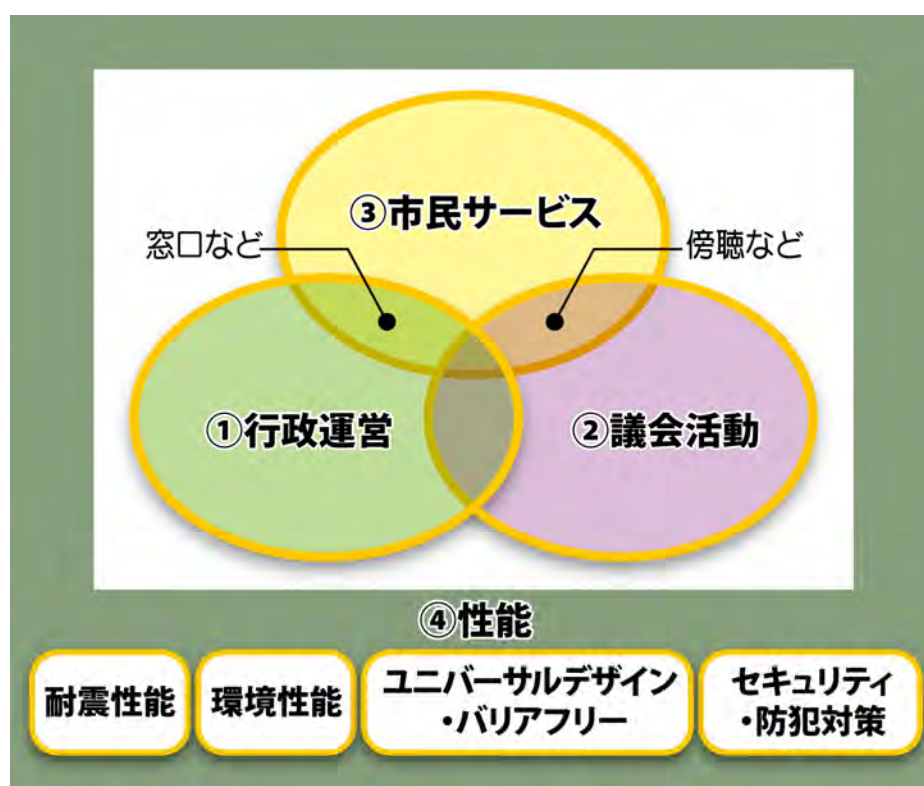 ③市民サービス
窓口など
傍聴など
①行政運営
②議会活動
④性能
耐震性能
環境性能
ユニバーサルデザイン
・バリアフリー
セキュリティ
・防犯対策